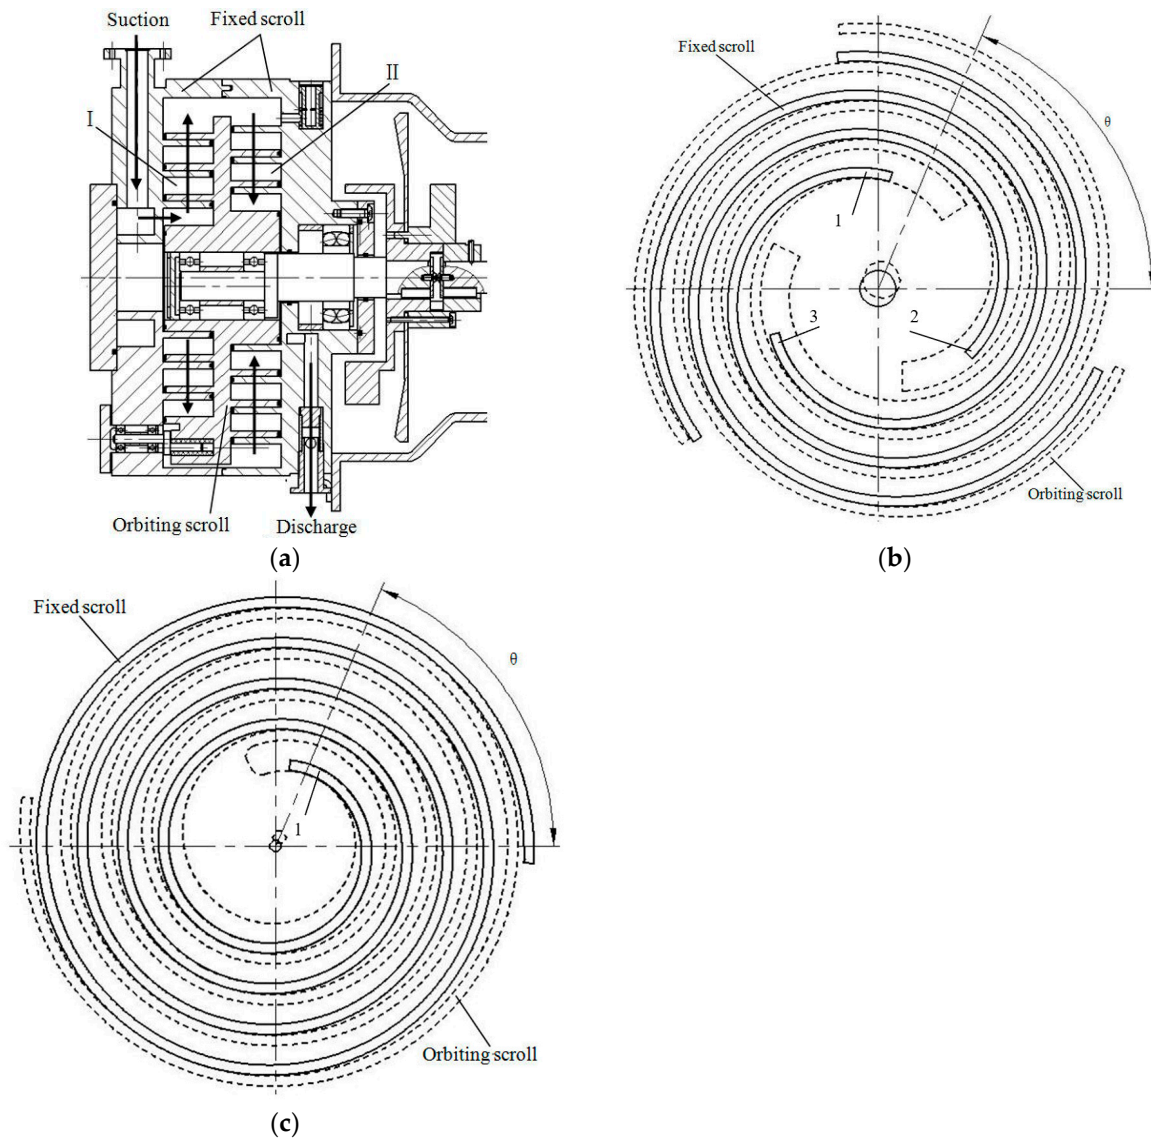 Suction
Fixed scroll
I
II
Orbiting scroll
Discharge
(a)
Fixed scroll
θ
1
2
3
Orbiting scroll
(b)
Fixed scroll
θ
1
Orbiting scroll
(c)